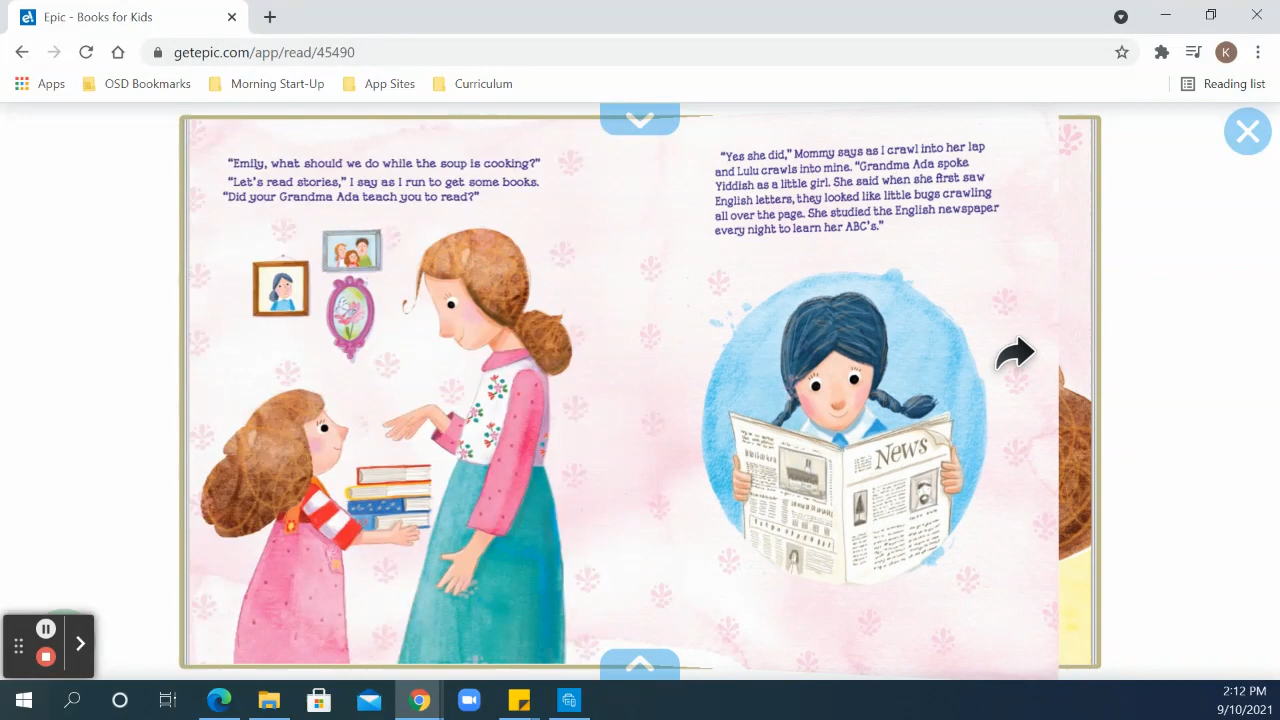 Epic - Books for Kids
getepic.com/app/read/45490
K
Apps
OSD Bookmarks
Morning Start-Up
App Sites
Curriculum
Reading list
“Emily, what should we do while the soup is cooking?”
“Let’s read stories,” I say as I run to get some books.
“Did your Grandma Ada teach you to read?”
“Yes she did,” Mommy says as I crawl into her lap
and Lulu crawls into mine. “Grandma Ada spoke
Yiddish as a little girl. She said when she first saw
English letters, they looked like little bugs crawling
all over the page. She studied the English newspaper
every night to learn her ABC’s.”
News
2:12 PM
9/10/2021